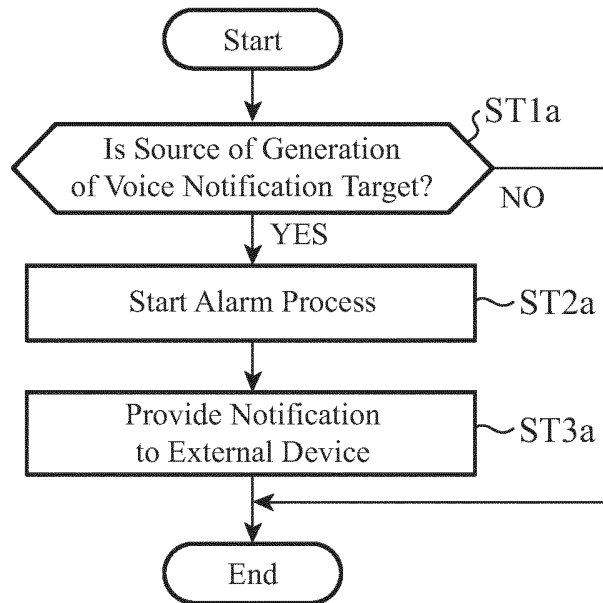 Start
ST1a
Is Source of Generation
of Voice Notification Target?
NO
YES
Start Alarm Process
ST2a
Provide Notification
to External Device
ST3a
End